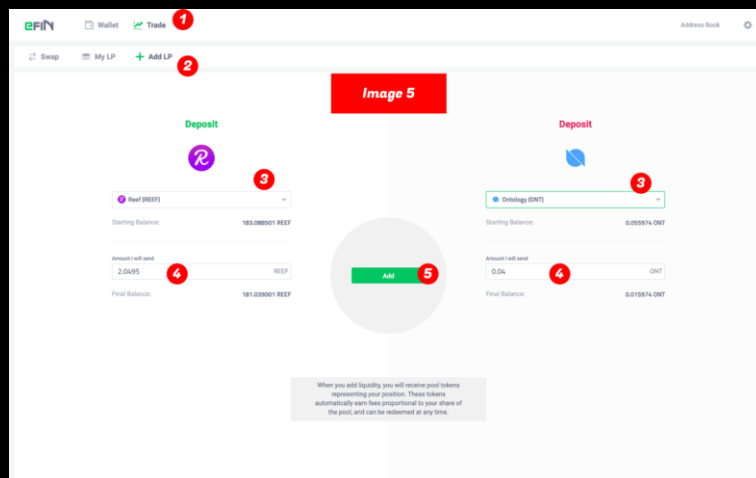 eFIN
Wallet
Trade
1
Address Book
Swap
My LP
Add LP
2
Image 5
Deposit
Deposit
3
3
Reef (REEF)
Ontology (ONT)
Starting Balance:
183.088501 REEF
Starting Balance:
0.055974 ONT
Amount I will send
Amount I will send
2.0495
4
REEF
Add
5
0.04
4
ONT
Final Balance:
181.039001 REEF
Final Balance:
0.015974 ONT
When you add liquidity, you will receive pool tokens
representing your position. These tokens
automatically earn fees proportional to your share of
the pool, and can be redeemed at any time.